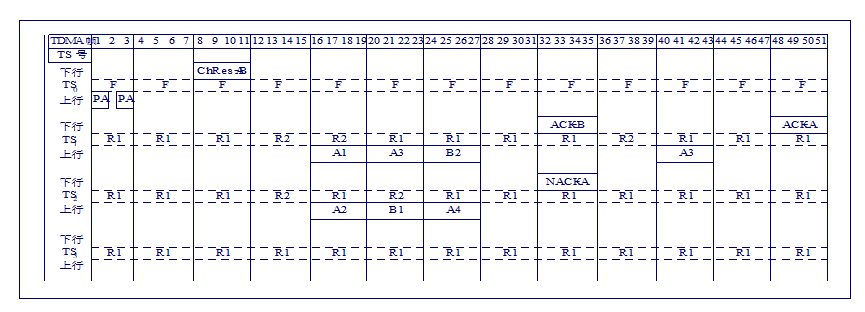 TDMA 帧 1 2 3 4 5 6 7 8 9 10 11 12 13 14 15 16 17 18 19 20 21 22 23 24 25 26 27 28 29 30 31 32 33 34 35 36 37 38 39 40 41 42 43 44 45 46 47 48 49 50 51
TS 号
下行 ChRes-AB
TS F F F F F F F F F F F F F
上行 PA PA
下行 ACK-B ACK-A
TS R1 R1 R1 R2 R2 R1 R1 R1 R1 R2 R1 R1 R1
上行 A1 A3 B2 A3
下行 NACK-A
TS R1 R1 R1 R2 R1 R2 R1 R1 R1 R1 R1 R1 R1
上行 A2 B1 A4
下行
TS R1 R1 R1 R1 R1 R1 R1 R1 R1 R1 R1 R1 R1
上行